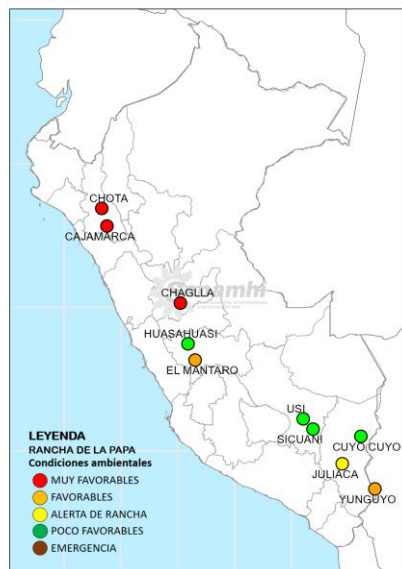 CHOTA
CAJAMARCA
senamhi
CHAGLLA
HUASAHUASI
EL MANTARO
USI
SICUANI
CUYO CUYO
JULIACA
YUNGUYO
LEYENDA
RANCHA DE LA PAPA
Condiciones ambientales
MUY FAVORABLES
FAVORABLES
ALERTA DE RANCHA
POCO FAVORABLES
EMERGENCIA